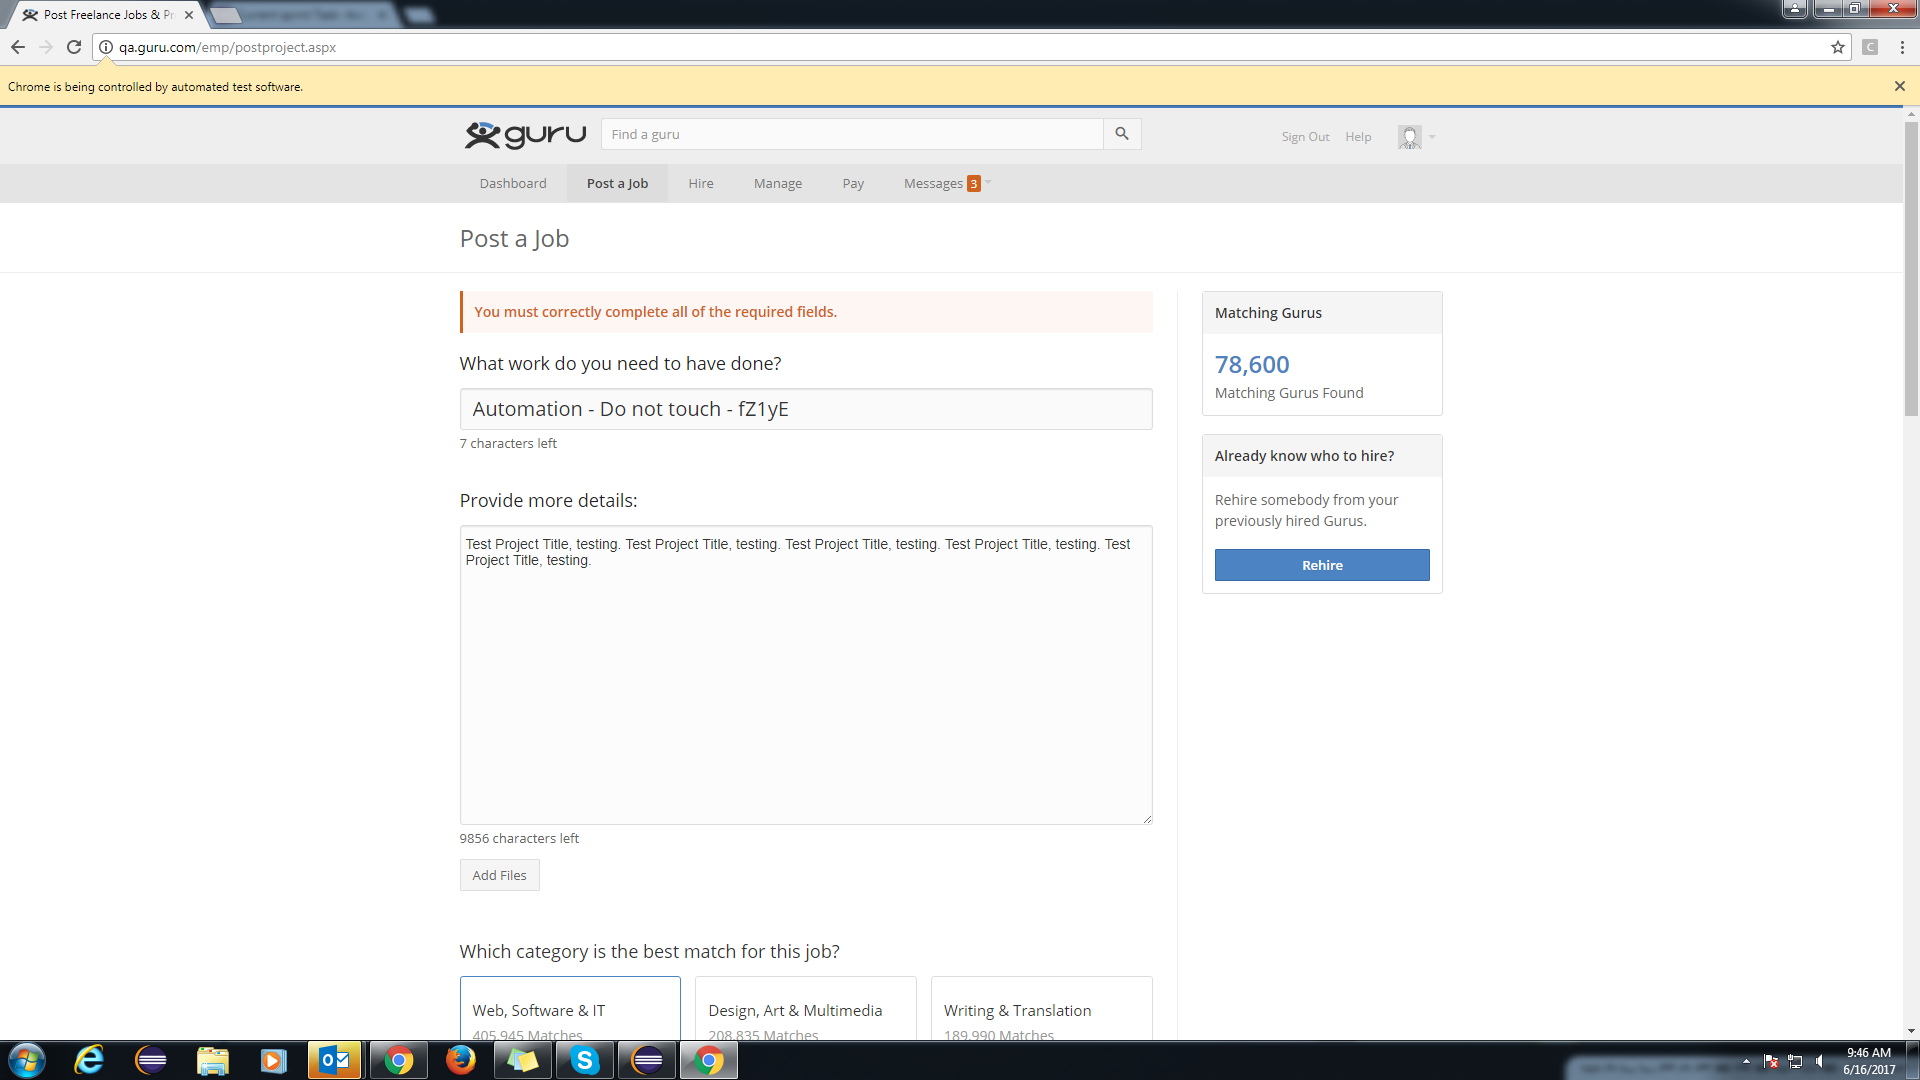 Post Freelance Jobs & Pr
qa.guru.com/emp/postproject.aspx
C
Chrome is being controlled by automated test software.
guru
Find a guru
Sign Out
Help
Dashboard
Post a Job
Hire
Manage
Pay
Messages 3
Post a Job
You must correctly complete all of the required fields.
What work do you need to have done?
Automation - Do not touch - fZ1yE
7 characters left
Provide more details:
Test Project Title, testing. Test Project Title, testing. Test Project Title, testing. Test Project Title, testing. Test
Project Title, testing.
9856 characters left
Add Files
Which category is the best match for this job?
Web, Software & IT
405,945 Matches
Design, Art & Multimedia
208,835 Matches
Writing & Translation
189,990 Matches
Matching Gurus
78,600
Matching Gurus Found
Already know who to hire?
Rehire somebody from your
previously hired Gurus.
Rehire
9:46 AM
6/16/2017